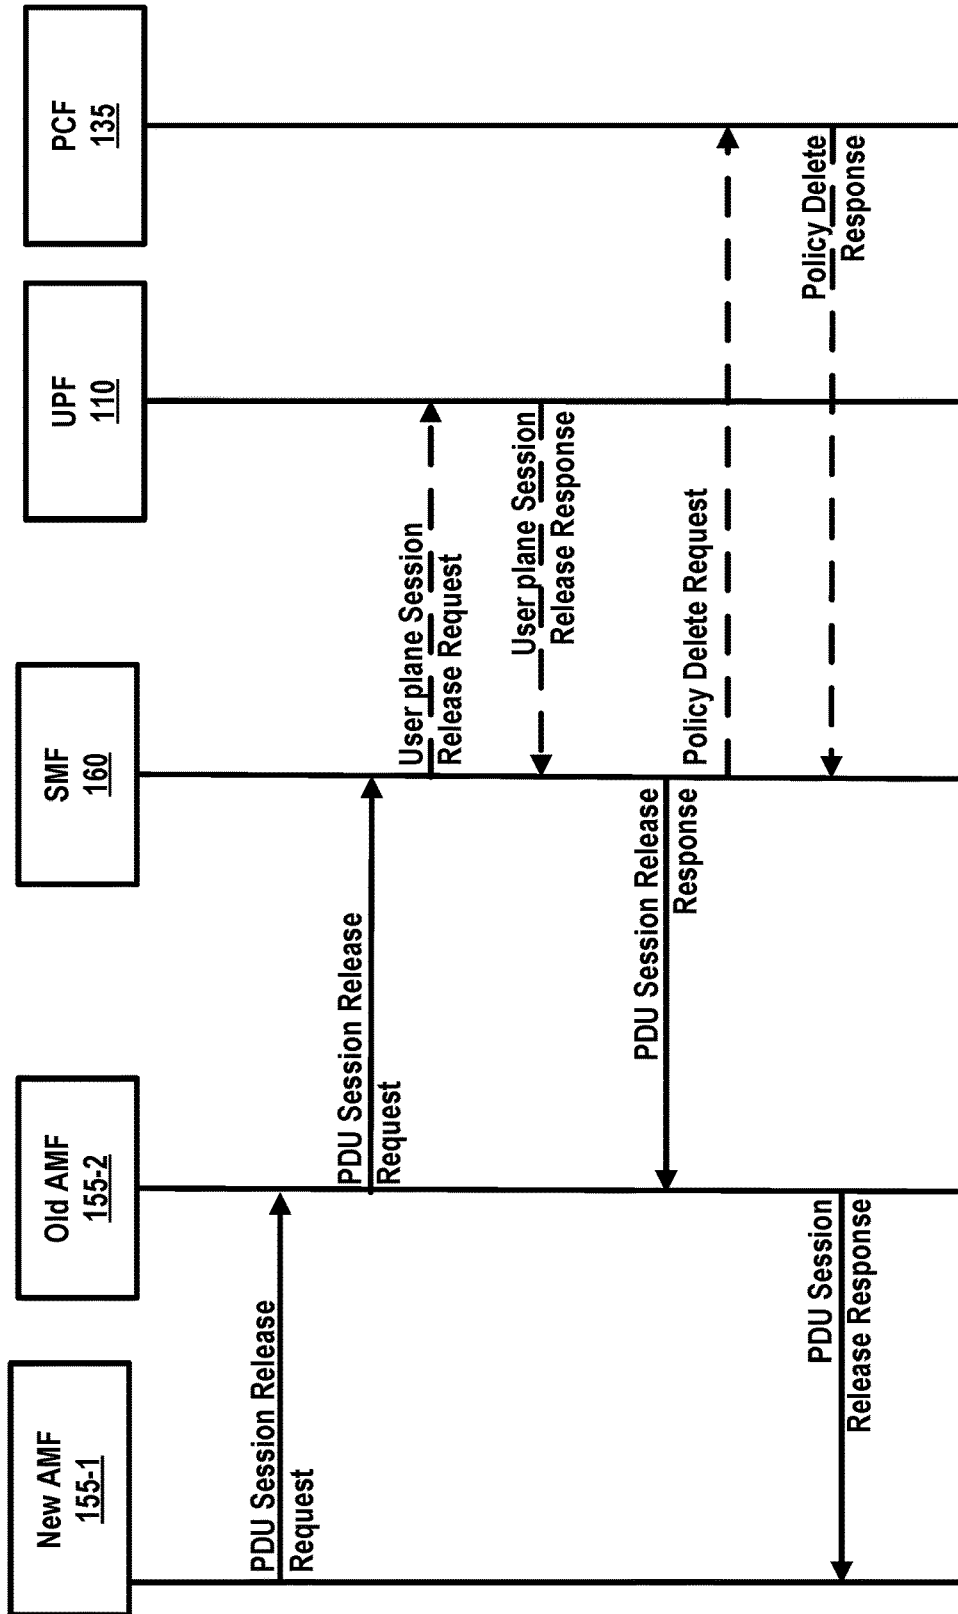 New AMF
155-1
Old AMF
155-2
SMF
160
UPF
110
PCF
135
PDU Session Release
Request
PDU Session Release
Request
User plane Session
Release Request
User plane Session
Release Response
PDU Session Release
Response
Policy Delete Request
Policy Delete
Response
PDU Session
Release Response